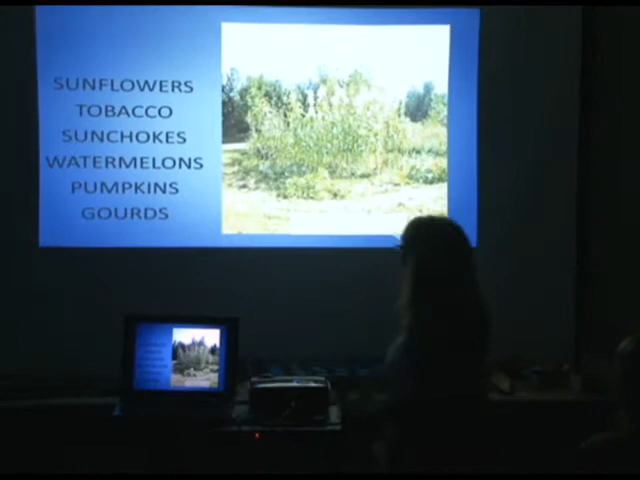 SUNFLOWERS
TOBACCO
SUNCHOKES
WATERMELONS
PUMPKINS
GOURDS